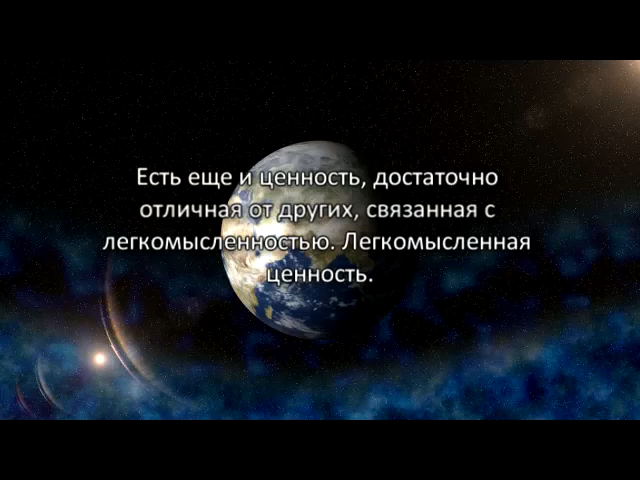 Есть еще и ценность, достаточно
отличная от других, связанная с
легкомысленностью. Легкомысленная
ценность.